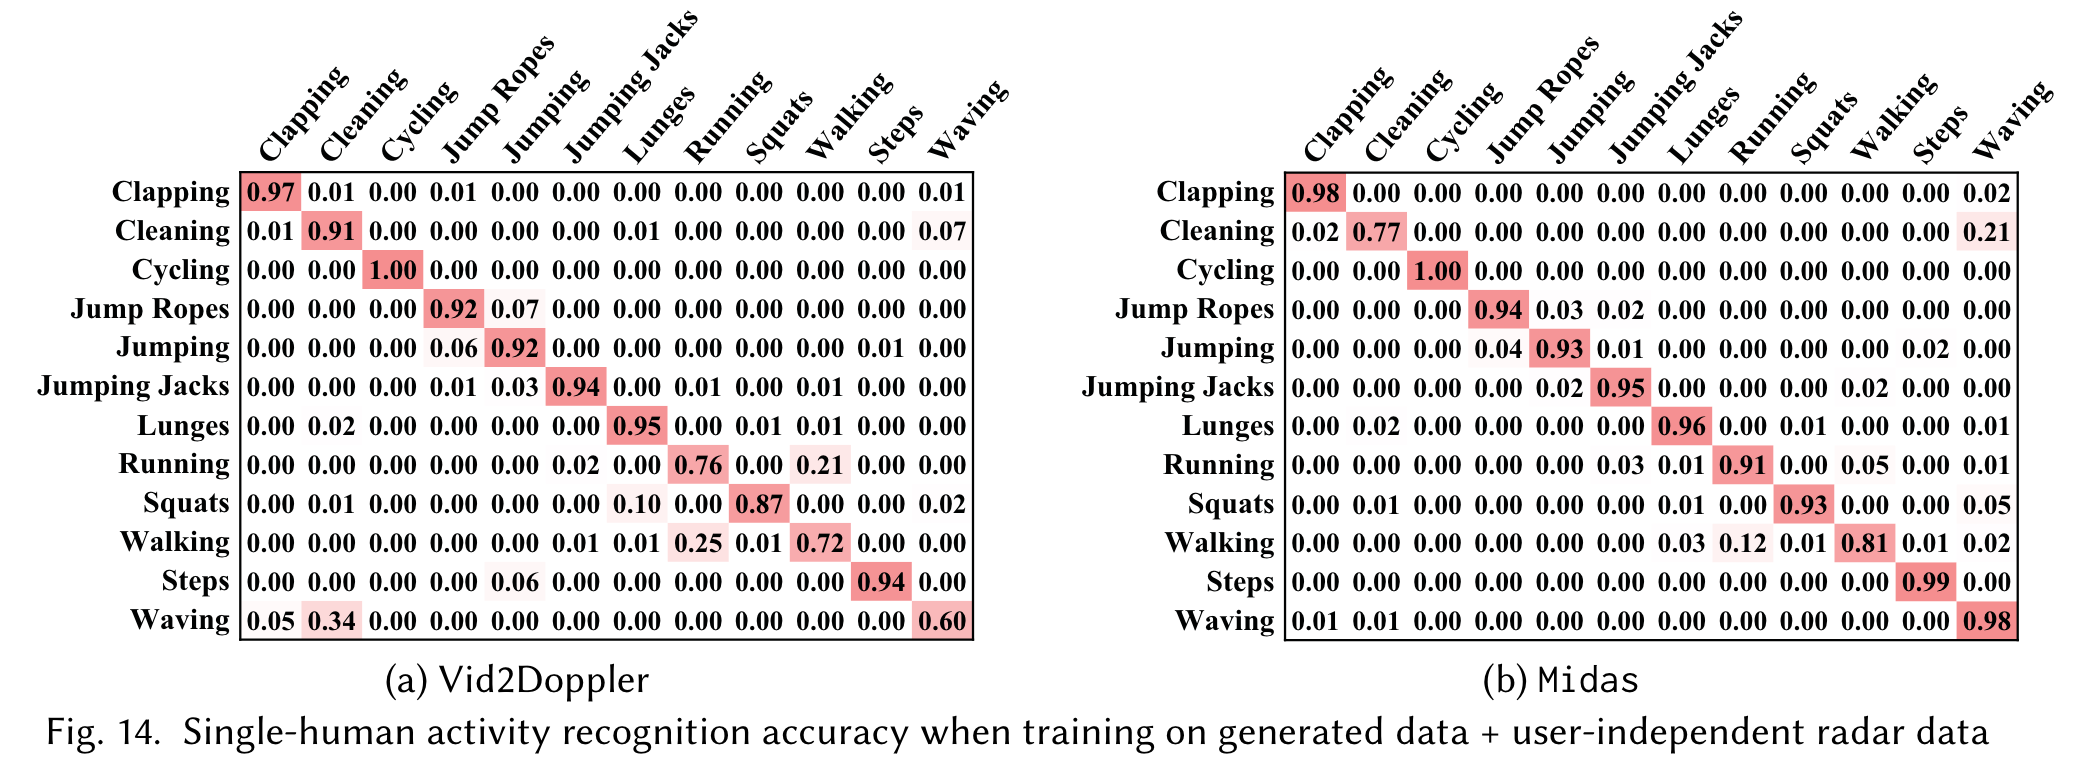 Clapping Cleaning Cycling Jump Ropes Jumping Jumping Jacks Lunges Running Squats Walking Steps Waving
Clapping 0.97 0.01 0.00 0.01 0.00 0.00 0.00 0.00 0.00 0.00 0.00 0.01
Cleaning 0.01 0.91 0.00 0.00 0.00 0.00 0.01 0.00 0.00 0.00 0.00 0.07
Cycling 0.00 0.00 1.00 0.00 0.00 0.00 0.00 0.00 0.00 0.00 0.00 0.00
Jump Ropes 0.00 0.00 0.00 0.92 0.07 0.00 0.00 0.00 0.00 0.00 0.00 0.00
Jumping 0.00 0.00 0.00 0.06 0.92 0.00 0.00 0.00 0.00 0.00 0.01 0.00
Jumping Jacks 0.00 0.00 0.00 0.01 0.03 0.94 0.00 0.01 0.00 0.01 0.00 0.00
Lunges 0.00 0.02 0.00 0.00 0.00 0.00 0.95 0.00 0.01 0.01 0.00 0.00
Running 0.00 0.00 0.00 0.00 0.00 0.02 0.00 0.76 0.00 0.21 0.00 0.00
Squats 0.00 0.01 0.00 0.00 0.00 0.00 0.10 0.00 0.87 0.00 0.00 0.02
Walking 0.00 0.00 0.00 0.00 0.00 0.01 0.01 0.25 0.01 0.72 0.00 0.00
Steps 0.00 0.00 0.00 0.00 0.06 0.00 0.00 0.00 0.00 0.00 0.94 0.00
Waving 0.05 0.34 0.00 0.00 0.00 0.00 0.00 0.00 0.00 0.00 0.00 0.60
(a) Vid2Doppler
Clapping Cleaning Cycling Jump Ropes Jumping Jumping Jacks Lunges Running Squats Walking Steps Waving
Clapping 0.98 0.00 0.00 0.00 0.00 0.00 0.00 0.00 0.00 0.00 0.00 0.02
Cleaning 0.02 0.77 0.00 0.00 0.00 0.00 0.00 0.00 0.00 0.00 0.00 0.21
Cycling 0.00 0.00 1.00 0.00 0.00 0.00 0.00 0.00 0.00 0.00 0.00 0.00
Jump Ropes 0.00 0.00 0.00 0.94 0.03 0.02 0.00 0.00 0.00 0.00 0.00 0.00
Jumping 0.00 0.00 0.00 0.04 0.93 0.01 0.00 0.00 0.00 0.00 0.02 0.00
Jumping Jacks 0.00 0.00 0.00 0.00 0.02 0.95 0.00 0.00 0.00 0.02 0.00 0.00
Lunges 0.00 0.02 0.00 0.00 0.00 0.00 0.96 0.00 0.01 0.00 0.00 0.01
Running 0.00 0.00 0.00 0.00 0.00 0.03 0.01 0.91 0.00 0.05 0.00 0.01
Squats 0.00 0.01 0.00 0.00 0.00 0.00 0.01 0.00 0.93 0.00 0.00 0.05
Walking 0.00 0.00 0.00 0.00 0.00 0.00 0.03 0.12 0.01 0.81 0.01 0.02
Steps 0.00 0.00 0.00 0.00 0.00 0.00 0.00 0.00 0.00 0.00 0.99 0.00
Waving 0.01 0.01 0.00 0.00 0.00 0.00 0.00 0.00 0.00 0.00 0.00 0.98
(b) Midas
Fig. 14. Single-human activity recognition accuracy when training on generated data + user-independent radar data